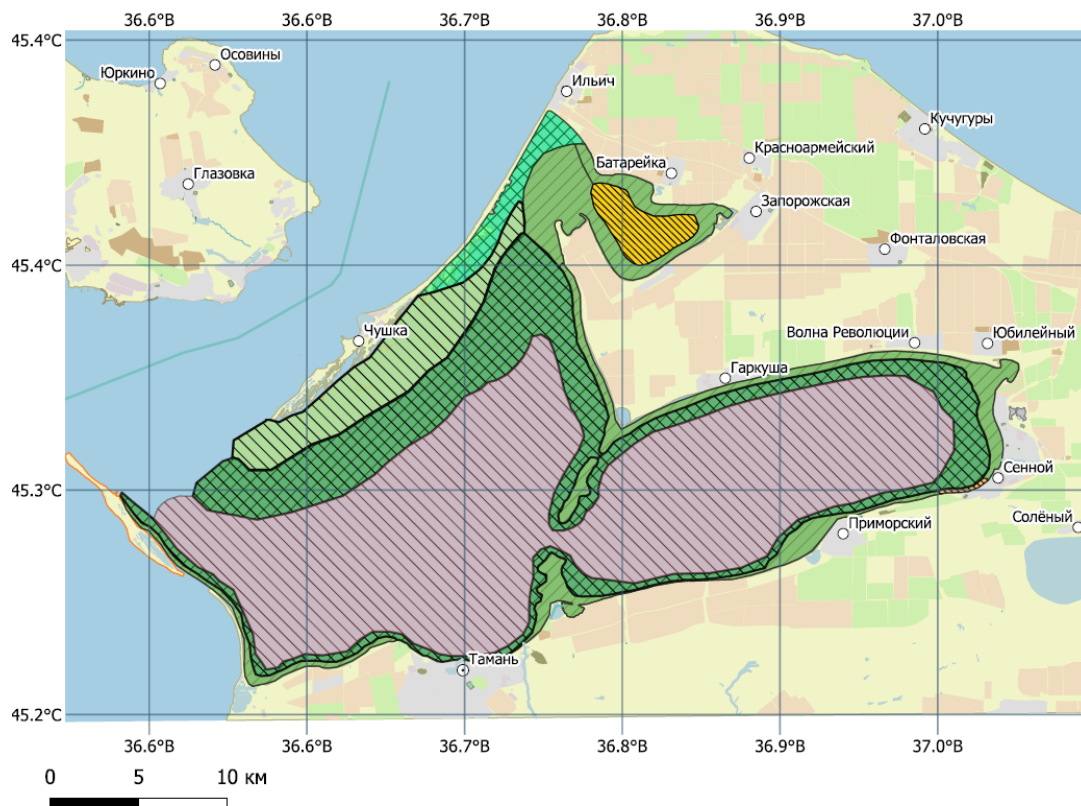 36.6°В 36.6°В 36.7°В 36.8°В 36.9°В 37.0°В
45.4°С
Осовины
Юркино
Ильич
Кучугуры
Красноармейский
Батарейка
Глазовка
Запорожская
Фонталовская
45.4°С
Чушка
Волна Революции
Юбилейный
Гаркуша
Сенной
45.3°С
Солёный
Приморский
Тамань
45.2°С
36.6°В 36.6°В 36.7°В 36.8°В 36.9°В 37.0°В
0 5 10 км